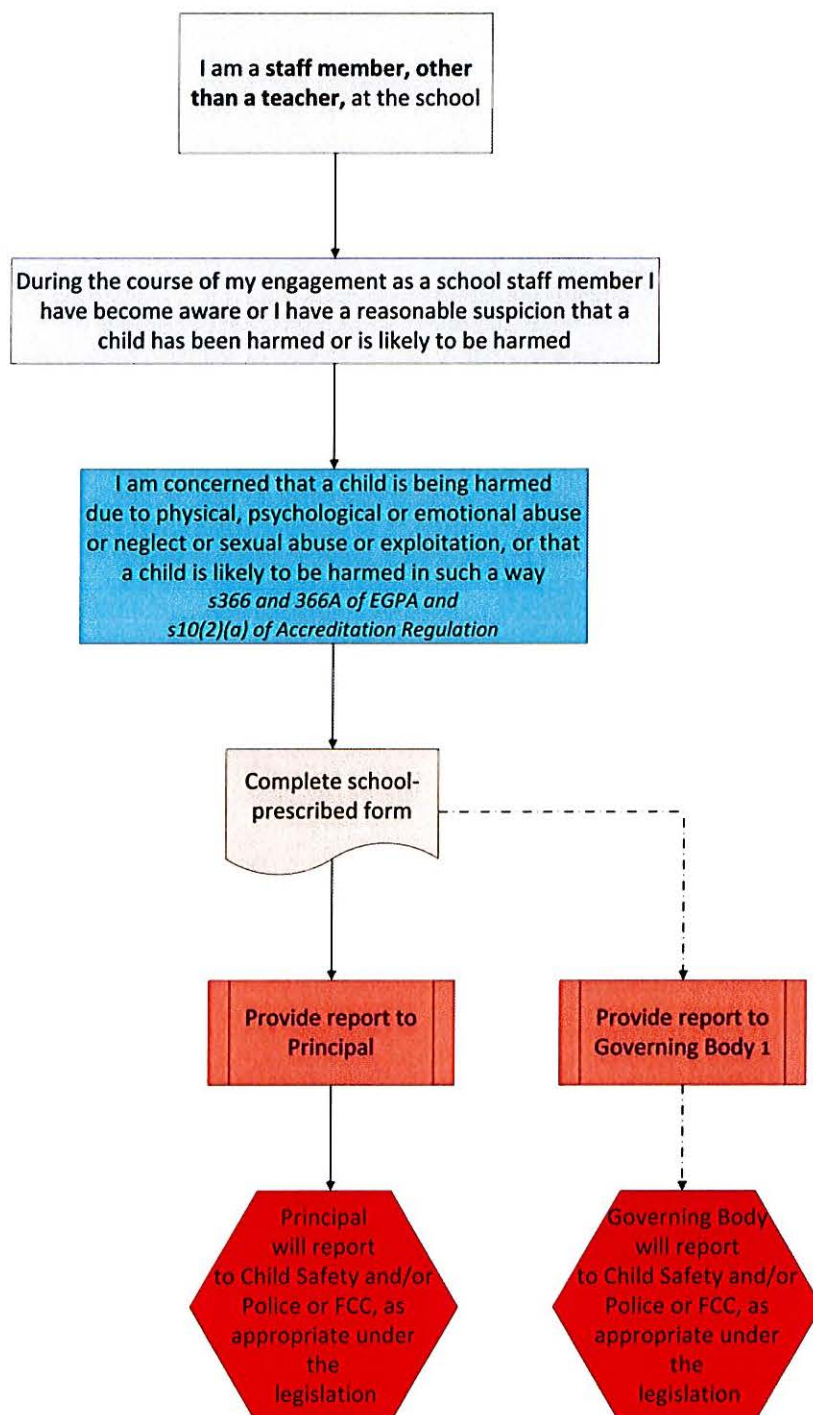 I am a staff member, other
than a teacher, at the school
During the course of my engagement as a school staff member I
have become aware or I have a reasonable suspicion that a
child has been harmed or is likely to be harmed
I am concerned that a child is being harmed
due to physical, psychological or emotional abuse
or neglect or sexual abuse or exploitation, or that
a child is likely to be harmed in such a way
s366 and 366A of EGPA and
s10(2)(a) of Accreditation Regulation
Complete school-
prescribed form
Provide report to
Principal
Provide report to
Governing Body 1
Principal
will report
to Child Safety and/or
Police or FCC, as
appropriate under
the
legislation
Governing Body
will report
to Child Safety and/or
Police or FCC, as
appropriate under
the
legislation